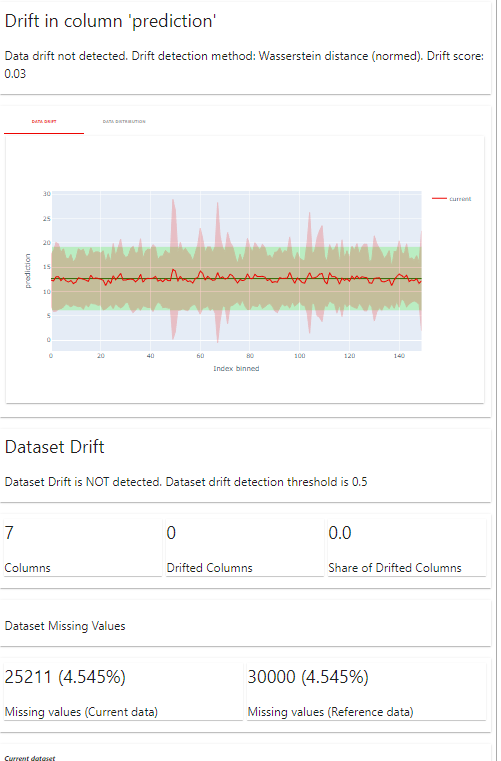 Drift in column 'prediction'
Data drift not detected. Drift detection method: Wasserstein distance (normed). Drift score:
0.03
DATA DRIFT DATA DISTRIBUTION
30
25
20
15
10
5
0
prediction
current
0 20 40 60 80 100 120 140
Index binned
Dataset Drift
Dataset Drift is NOT detected. Dataset drift detection threshold is 0.5
7 0 0.0
Columns Drifted Columns Share of Drifted Columns
Dataset Missing Values
25211 (4.545%) 30000 (4.545%)
Missing values (Current data) Missing values (Reference data)
Current dataset